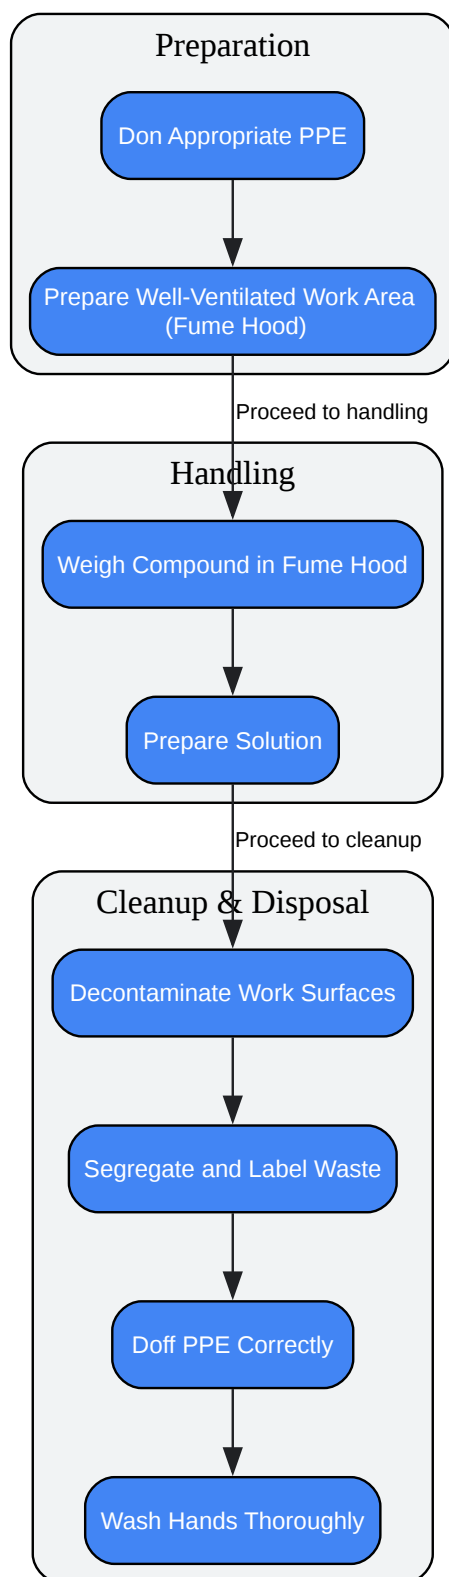 Preparation
Don Appropriate PPE
Prepare Well-Ventilated Work Area
(Fume Hood)
Proceed to handling
Handling
Weigh Compound in Fume Hood
Prepare Solution
Proceed to cleanup
Cleanup & Disposal
Decontaminate Work Surfaces
Segregate and Label Waste
Doff PPE Correctly
Wash Hands Thoroughly